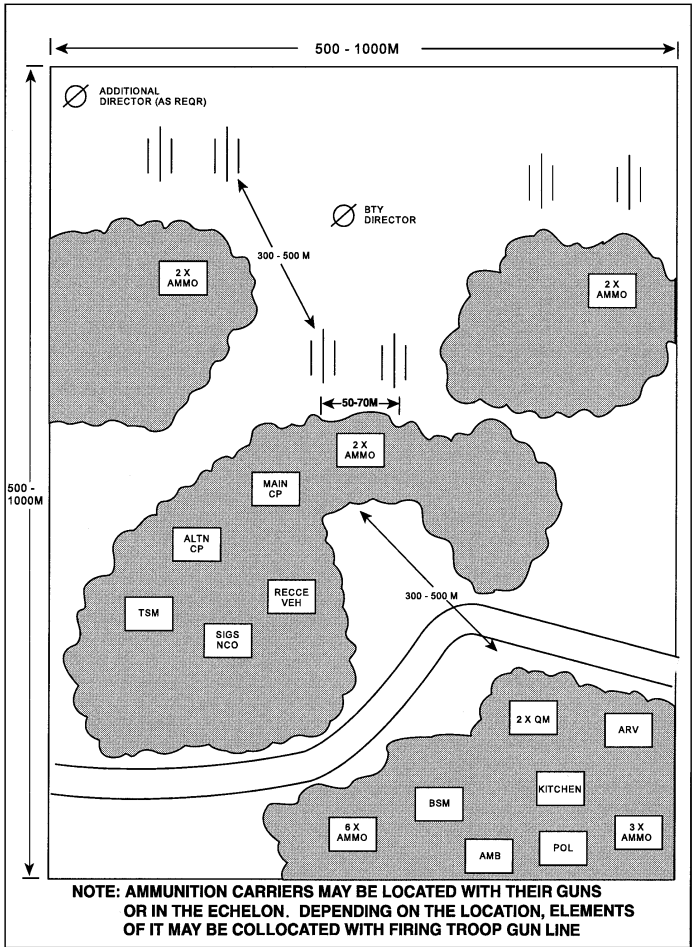 500 - 1000M
ADDITIONAL
DIRECTOR (AS REQR)
BTY
DIRECTOR
300 - 500 M
2 X
AMMO
2 X
AMMO
50-70M
2 X
AMMO
MAIN
CP
500 -
1000M
ALTN
CP
RECCE
VEH
300 - 500 M
TSM
SIGS
NCO
2 X QM
ARV
KITCHEN
BSM
6 X
AMMO
3 X
AMMO
AMB
POL
NOTE: AMMUNITION CARRIERS MAY BE LOCATED WITH THEIR GUNS
OR IN THE ECHELON. DEPENDING ON THE LOCATION, ELEMENTS
OF IT MAY BE COLLOCATED WITH FIRING TROOP GUN LINE